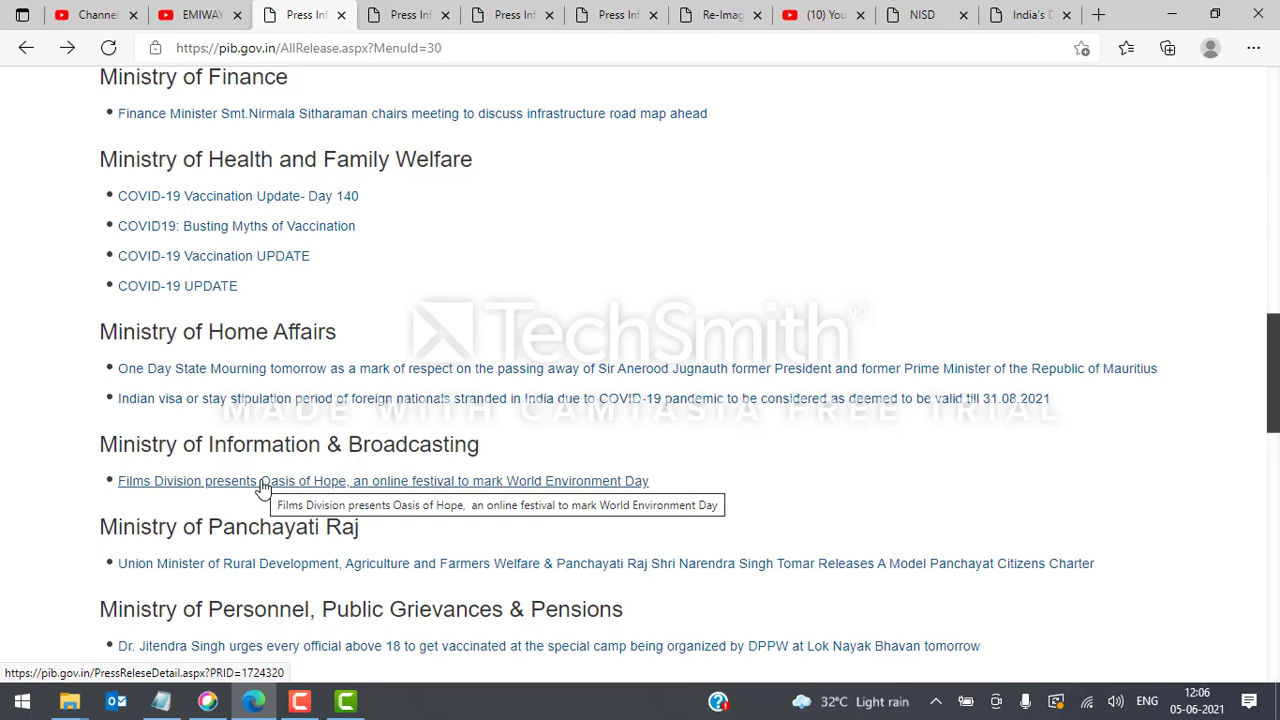 Channel
EMIWAY
Press Inf
Press Inf
Press Inf
Press Inf
Re-Imag
(10) You
NISD
India's D
https://pib.gov.in/AllRelease.aspx?MenuId=30
Ministry of Finance
Finance Minister Smt.Nirmala Sitharaman chairs meeting to discuss infrastructure road map ahead
Ministry of Health and Family Welfare
COVID-19 Vaccination Update- Day 140
COVID19: Busting Myths of Vaccination
COVID-19 Vaccination UPDATE
COVID-19 UPDATE
TechSmith
Ministry of Home Affairs
One Day State Mourning tomorrow as a mark of respect on the passing away of Sir Anerood Jugnauth former President and former Prime Minister of the Republic of Mauritius
Indian visa or stay stipulation period of foreign nationals stranded in India due to COVID-19 pandemic to be considered as deemed to be valid till 31.08.2021
MADE WITH CAMTASIA FREE TRIAL
Ministry of Information & Broadcasting
Films Division presents Oasis of Hope, an online festival to mark World Environment Day
Films Division presents Oasis of Hope, an online festival to mark World Environment Day
Ministry of Panchayati Raj
Union Minister of Rural Development, Agriculture and Farmers Welfare & Panchayati Raj Shri Narendra Singh Tomar Releases A Model Panchayat Citizens Charter
Ministry of Personnel, Public Grievances & Pensions
Dr. Jitendra Singh urges every official above 18 to get vaccinated at the special camp being organized by DPPW at Lok Nayak Bhavan tomorrow
https://pib.gov.in/PressReleseDetail.aspx?PRID=1724320
32°C Light rain
ENG
12:06
05-06-2021